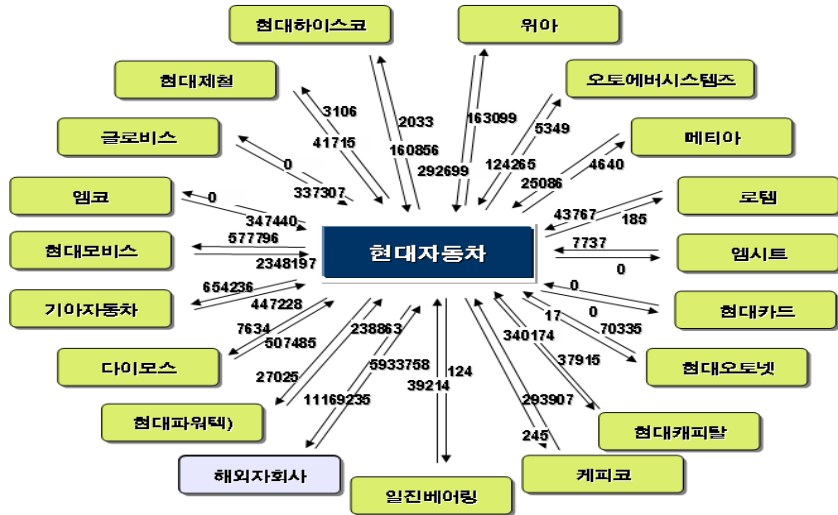 현대하이스코
위아
현대제철
오토에버시스템즈
3106
2033
163099
5349
글로비스
41715
160856
메티아
0
292699
124265
4640
337307
25086
엠코
0
로템
347440
43767
185
현대모비스
577796
현대자동차
7737
엠시트
2348197
0
기아자동차
654236
447228
0
0
현대카드
7634
507485
238863
340174
17
70335
다이모스
5933758
124
37915
현대오토넷
27025
39214
11169235
293907
현대파워텍)
245
현대캐피탈
해외자회사
케피코
일진베어링